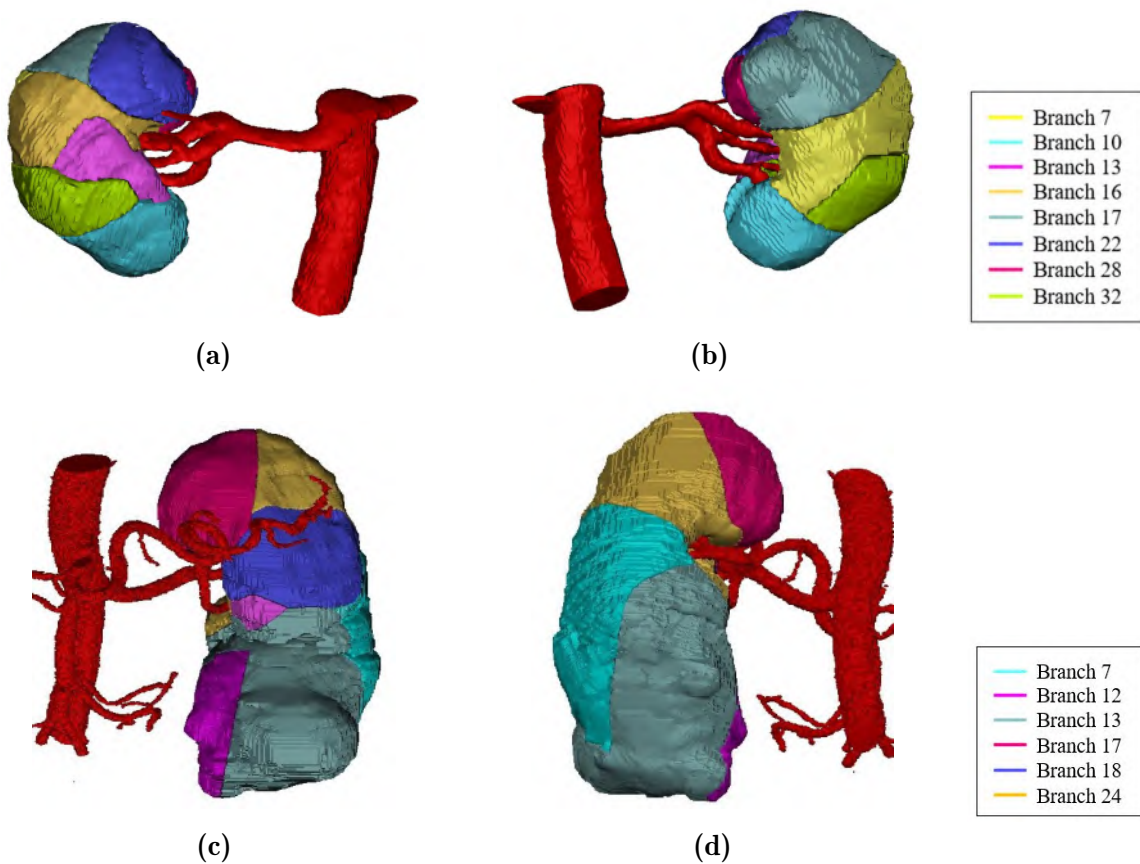 Branch 7
Branch 10
Branch 13
Branch 16
Branch 17
Branch 22
Branch 28
Branch 32
(a)
(b)
Branch 7
Branch 12
Branch 13
Branch 17
Branch 18
Branch 24
(c)
(d)